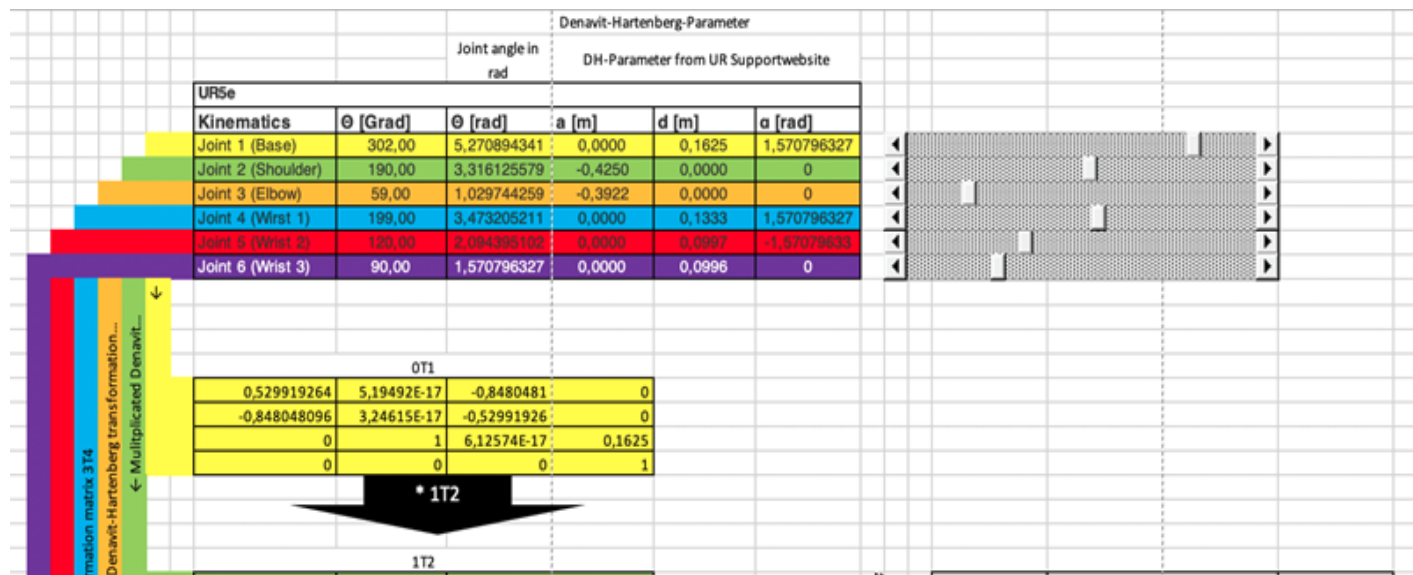 Denavit-Hartenberg-Parameter
Joint angle in
rad
DH-Parameter from UR Supportwebsite
UR5e
Kinematics Θ [Grad] Θ [rad] a [m] d [m] α [rad]
Joint 1 (Base) 302,00 5,270894341 0,0000 0,1625 1,570796327
Joint 2 (Shoulder) 190,00 3,316125579 -0,4250 0,0000 0
Joint 3 (Elbow) 59,00 1,029744259 -0,3922 0,0000 0
Joint 4 (Wirst 1) 199,00 3,473205211 0,0000 0,1333 1,570796327
Joint 5 (Wrist 2) 120,00 2,094395102 0,0000 0,0997 -1,57079633
Joint 6 (Wrist 3) 90,00 1,570796327 0,0000 0,0996 0
↓
← Mulitplicated Denavit...
Denavit-Hartenberg transformation...
rmation matrix 3T4
0T1
0,529919264 5,19492E-17 -0,8480481 0
-0,848048096 3,24615E-17 -0,52991926 0
0 1 6,12574E-17 0,1625
0 0 0 1
* 1T2
1T2